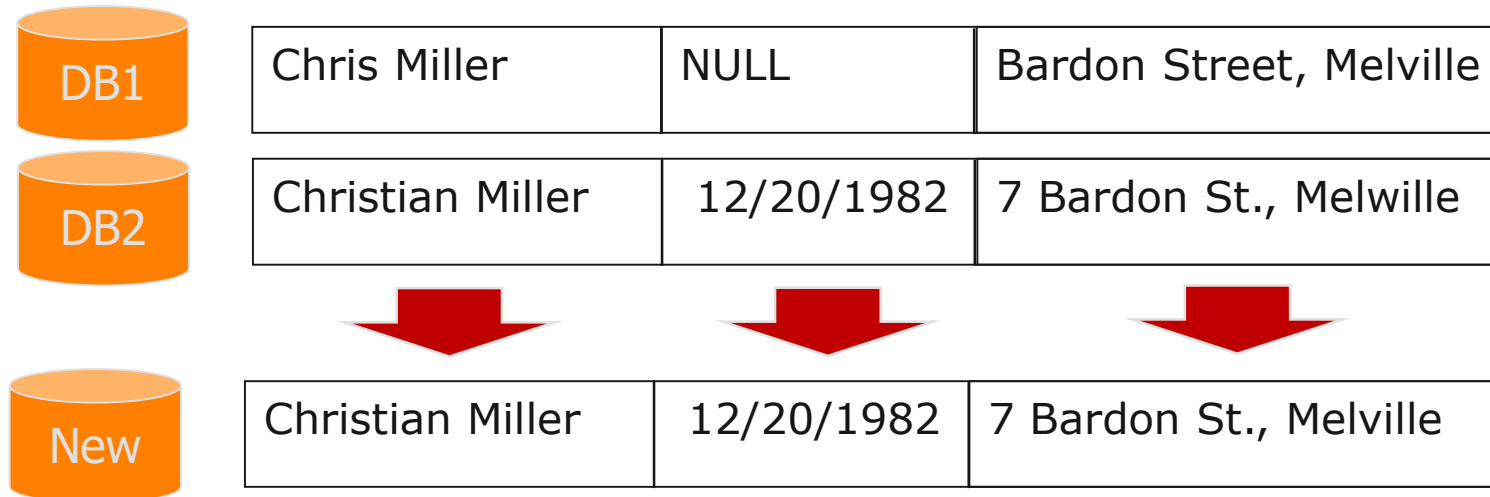 DB1 Chris Miller NULL Bardon Street, Melville
DB2 Christian Miller 12/20/1982 7 Bardon St., Melwille
New Christian Miller 12/20/1982 7 Bardon St., Melville